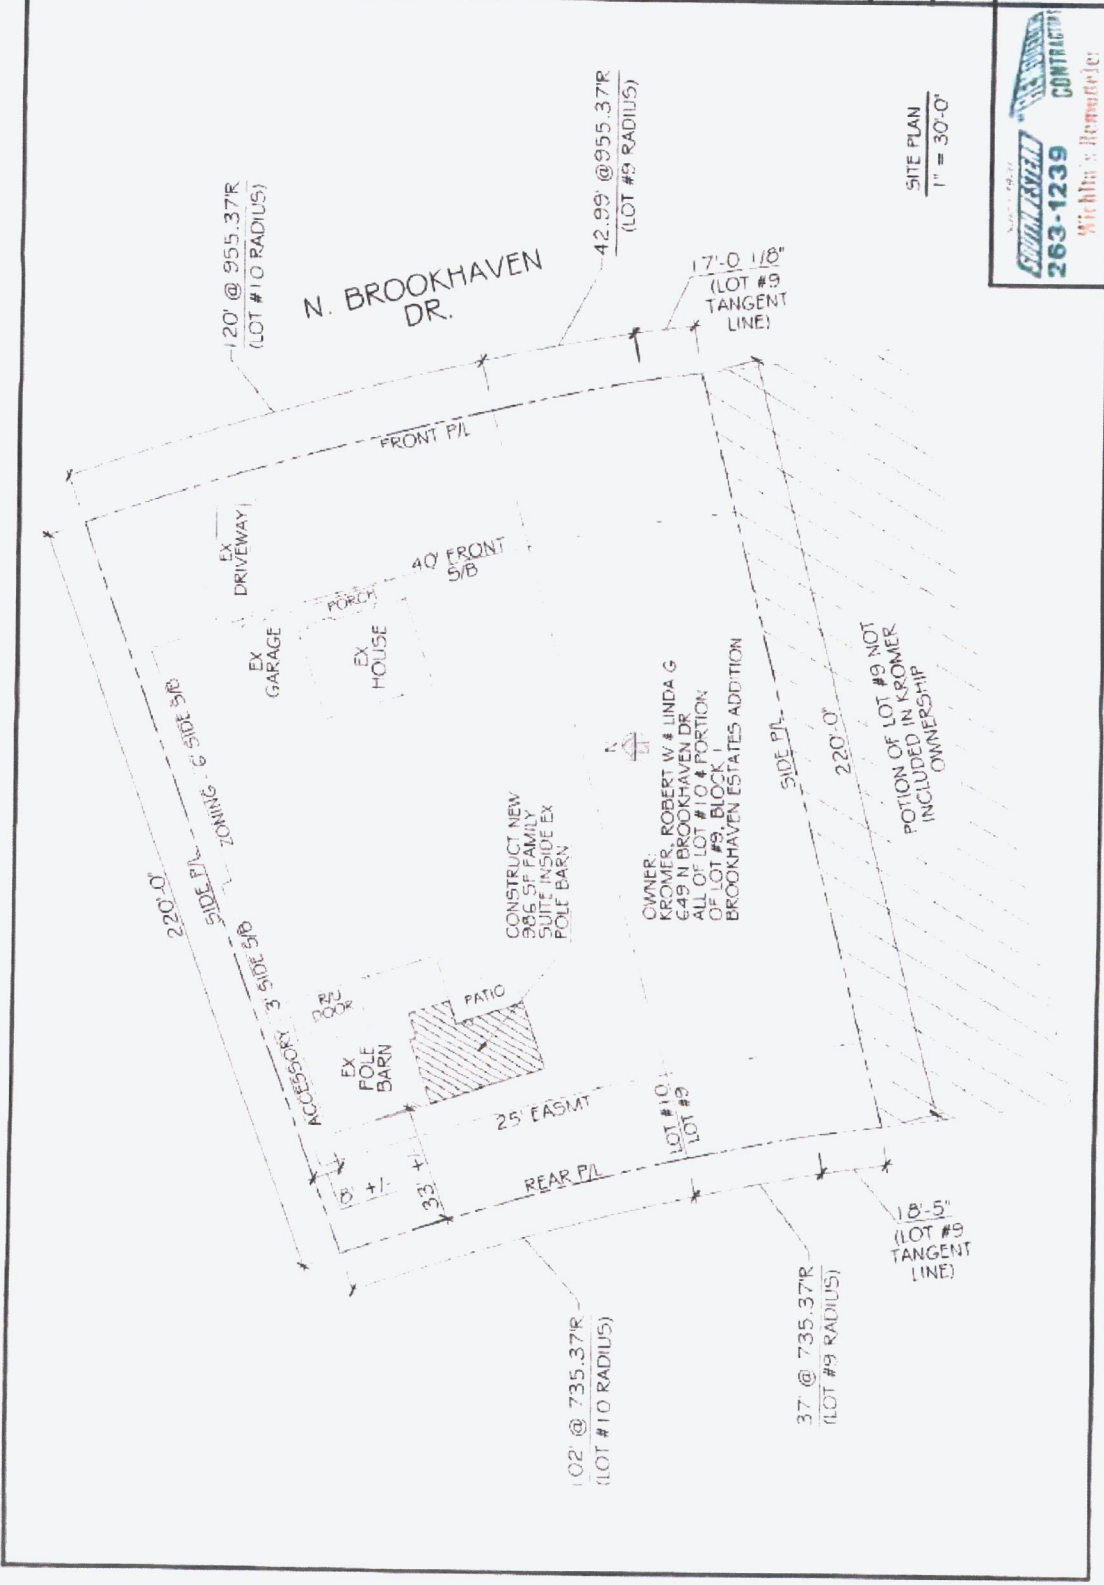 120' @ 955.37'R
(LOT #10 RADIUS)
N. BROOKHAVEN
DR.
42.99' @955.37'R
(LOT #9 RADIUS)
17'-0 1/8"
(LOT #9
TANGENT
LINE)
SITE PLAN
1" = 30'-0"
263-1239
CONTRACTORS
Wichita's Remodeler
FRONT P/L
EX
DRIVEWAY
40' FRONT
S/B
PORCH
EX
GARAGE
EX
HOUSE
220'-0"
SIDE P/L
ZONING - 6' SIDE S/B
ACCESSORY - 3' SIDE S/B
R/U
DOOR
EX
POLE
BARN
PATIO
CONSTRUCT NEW
986 SF FAMILY
SUITE INSIDE EX
POLE BARN
N
OWNER:
KROMER, ROBERT W & LINDA G
649 N BROOKHAVEN DR
ALL OF LOT #10 & PORTION
OF LOT #9, BLOCK 1
BROOKHAVEN ESTATES ADDITION
SIDE P/L
220'-0"
POTION OF LOT #9 NOT
INCLUDED IN KROMER
OWNERSHIP
25' EASMT
LOT #10
LOT #9
8' +/-
33' +/-
REAR P/L
102' @ 735.37'R
(LOT #10 RADIUS)
37' @ 735.37'R
(LOT #9 RADIUS)
18'-5"
(LOT #9
TANGENT
LINE)